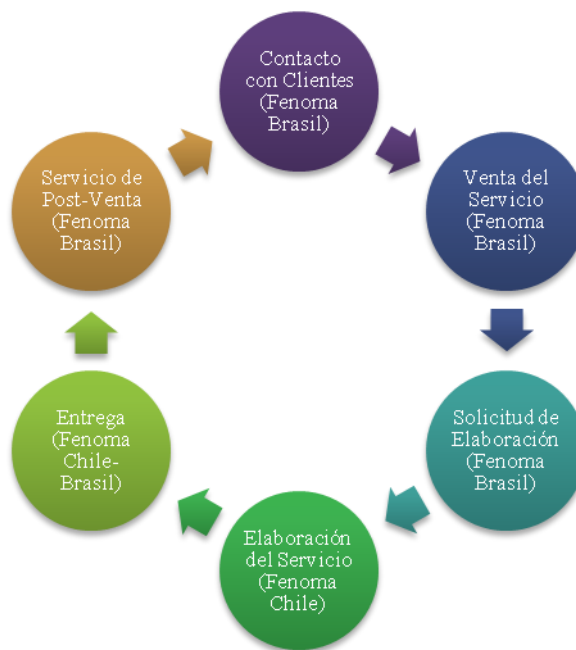 Contacto
con Clientes
(Fenoma
Brasil)
Venta del
Servicio
(Fenoma
Brasil)
Solicitud de
Elaboración
(Fenoma
Brasil)
Elaboración
del Servicio
(Fenoma
Chile)
Entrega
(Fenoma
Chile-
Brasil)
Servicio de
Post-Venta
(Fenoma
Brasil)